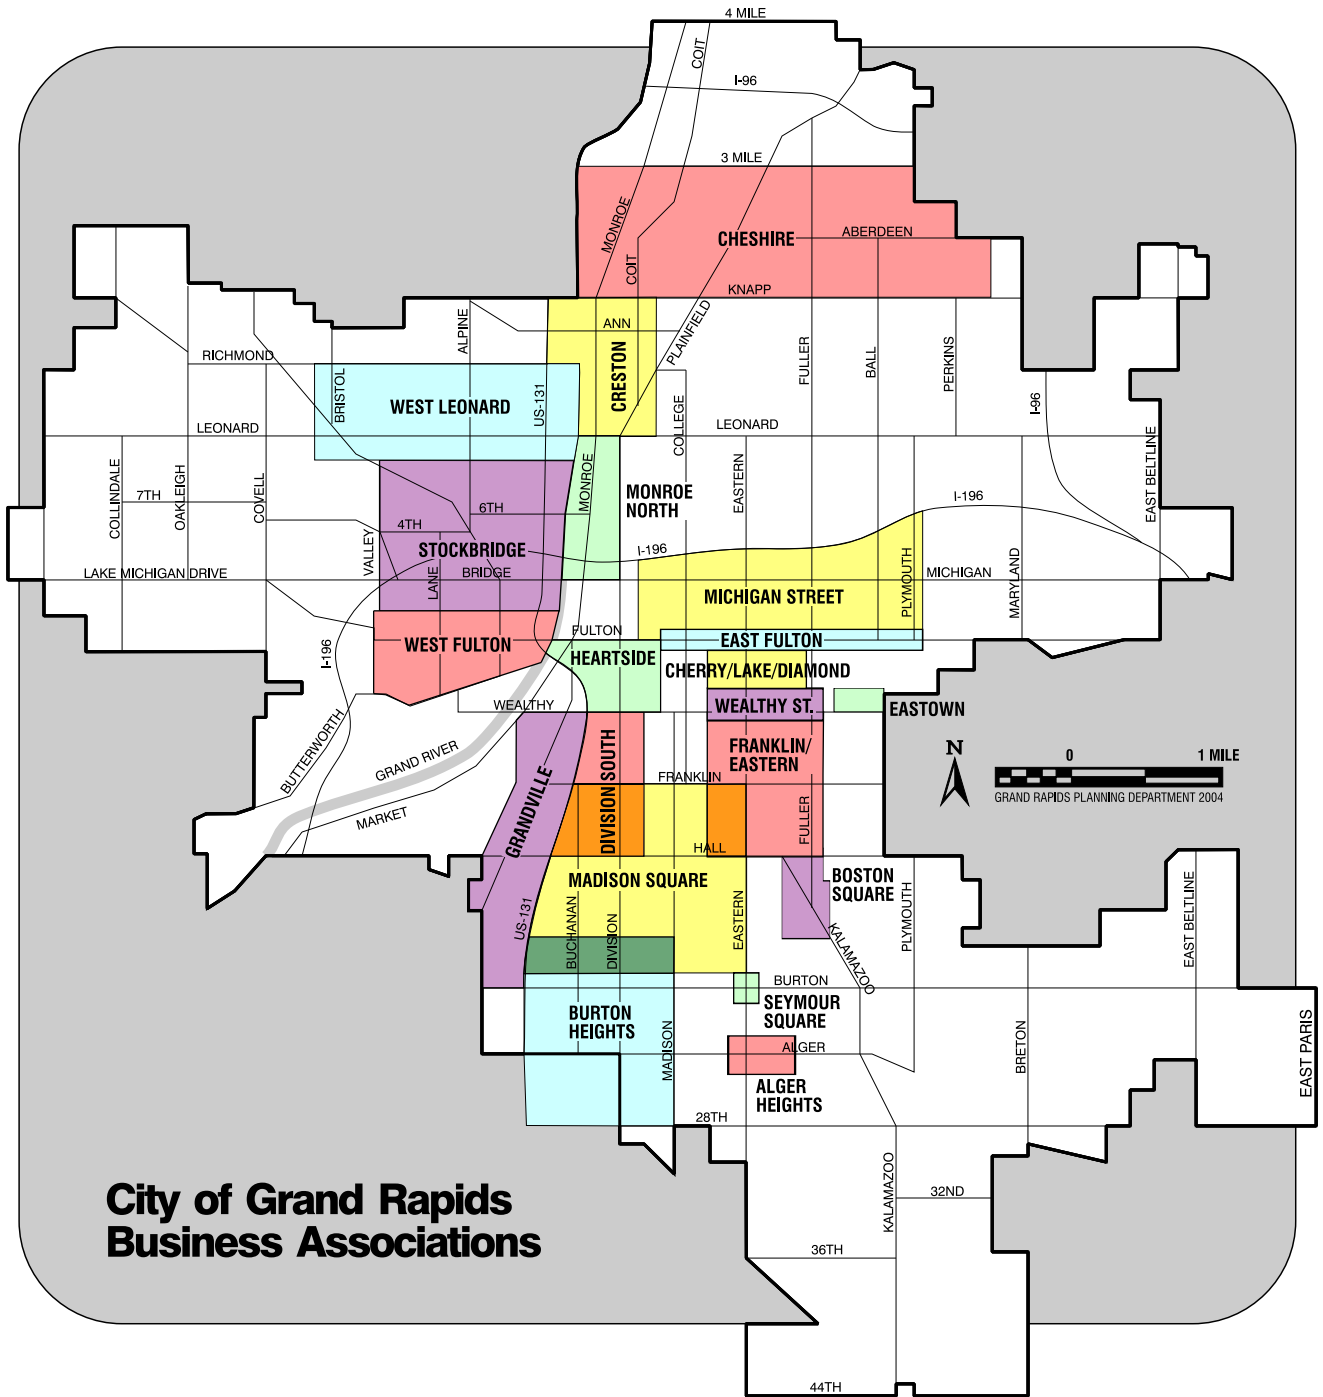 4 MILE
COIT
I-96
3 MILE
MONROE
CHESHIRE
ABERDEEN
COIT
KNAPP
ALPINE
ANN
PLAINFIELD
RICHMOND
FULLER
BALL
PERKINS
BRISTOL
US-131
CRESTON
WEST LEONARD
I-96
LEONARD
COLLEGE
LEONARD
EAST BELTLINE
COLLINDALE
OAKLEIGH
COVELL
7TH
6TH
MONROE
MONROE
NORTH
EASTERN
I-196
4TH
VALLEY
STOCKBRIDGE
I-196
LAKE MICHIGAN DRIVE
LANE
BRIDGE
MICHIGAN
PLYMOUTH
MARYLAND
MICHIGAN STREET
I-196
WEST FULTON
FULTON
EAST FULTON
HEARTSIDE
CHERRY/LAKE/DIAMOND
WEALTHY
WEALTHY ST.
EASTOWN
BUTTERWORTH
GRAND RIVER
MARKET
GRANDVILLE
DIVISION SOUTH
FRANKLIN/
EASTERN
FRANKLIN
FULLER
HALL
N
0
1 MILE
GRAND RAPIDS PLANNING DEPARTMENT 2004
MADISON SQUARE
BOSTON
SQUARE
US-131
BUCHANAN
DIVISION
EASTERN
KALAMAZOO
PLYMOUTH
EAST BELTLINE
BURTON
BURTON
HEIGHTS
SEYMOUR
SQUARE
MADISON
ALGER
ALGER
HEIGHTS
BRETON
EAST PARIS
28TH
KALAMAZOO
32ND
36TH
44TH
City of Grand Rapids
Business Associations